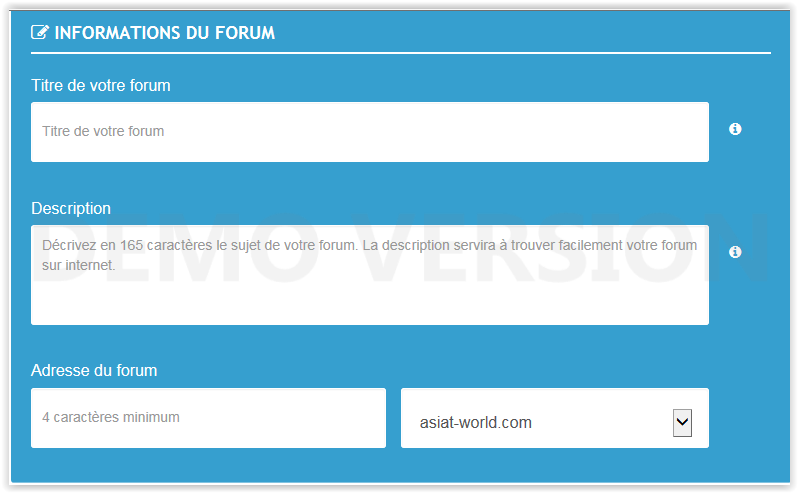 INFORMATIONS DU FORUM
Titre de votre forum
Titre de votre forum
Description
Décrivez en 165 caractères le sujet de votre forum. La description servira à trouver facilement votre forum
sur internet.
DEMO VERSION
Adresse du forum
4 caractères minimum
asiat-world.com